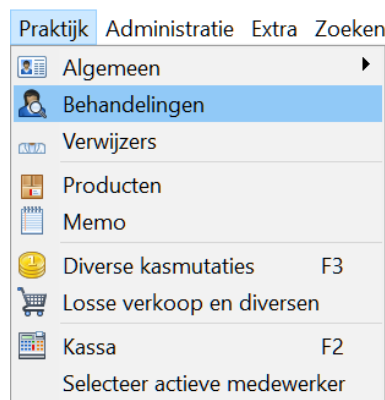 Praktijk Administratie Extra Zoeken
Algemeen
Behandelingen
Verwijzers
Producten
Memo
Diverse kasmutaties F3
Losse verkoop en diversen
Kassa F2
Selecteer actieve medewerker